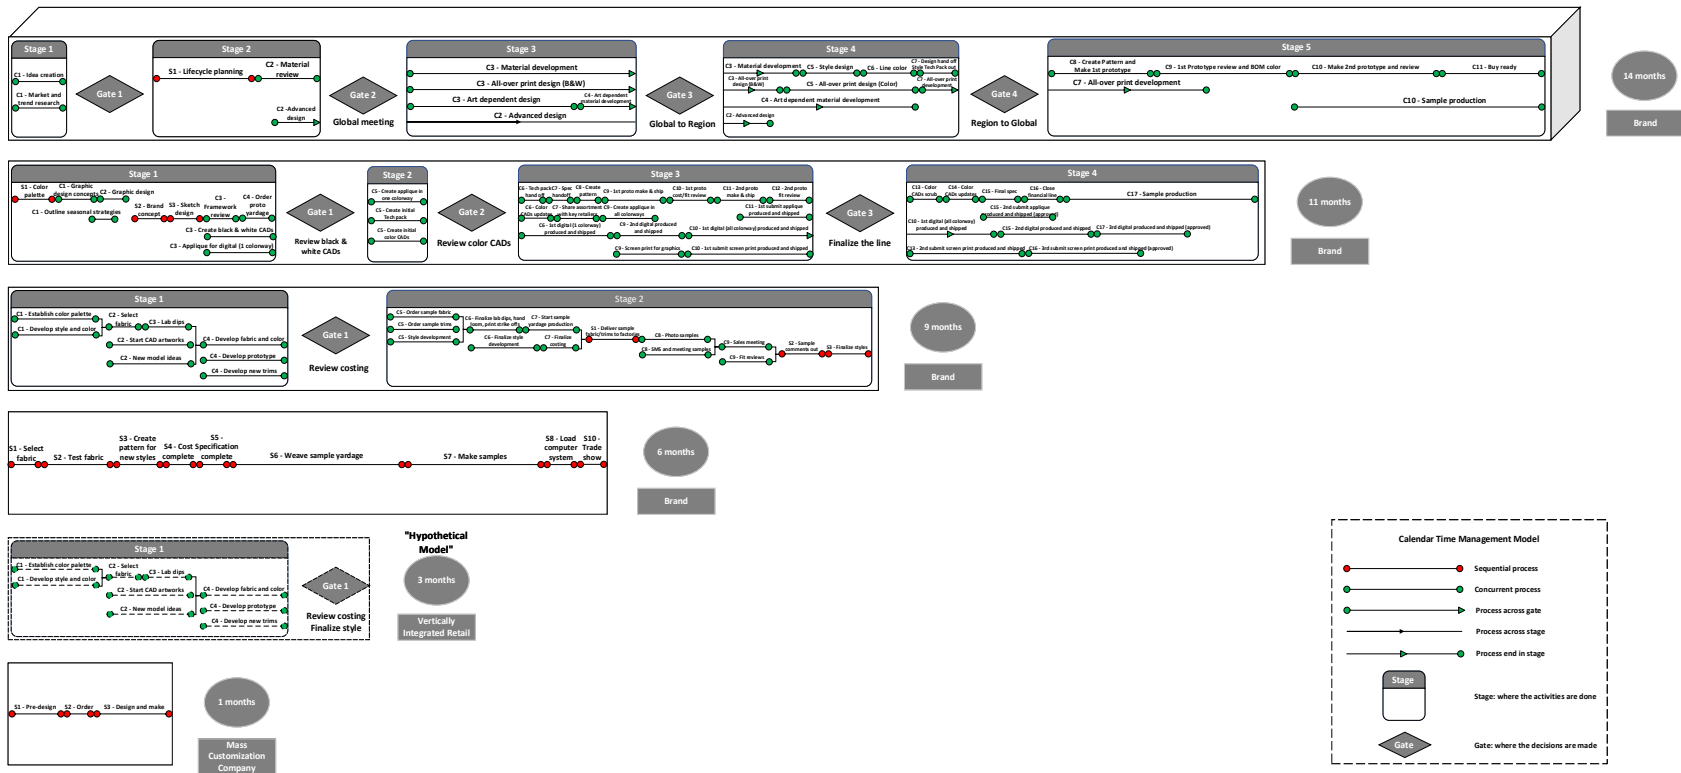 Stage 1
C1 - Idea creation
C1 - Market and
trend research
Gate 1
Stage 2
S1 - Lifecycle planning
C2 - Material
review
C2 -Advanced
design
Gate 2
Global meeting
Stage 3
C3 - Material development
C3 - All-over print design (B&W)
C3 - Art dependent design
C4 - Art dependent
material development
C2 - Advanced design
Gate 3
Global to Region
Stage 4
C3 - Material development
C5 - Style design
C6 - Line color
C7 - Design hand off
Style Tech Pack out
C3 - All-over print
design (B&W)
C5 - All-over print design (Color)
C7 - All-over print
development
C4 - Art dependent material development
C2 - Advanced design
Gate 4
Region to Global
Stage 5
C8 - Create Pattern and
Make 1st prototype
C9 - 1st Prototype review and BOM color
C10 - Make 2nd prototype and review
C11 - Buy ready
C7 - All-over print development
C10 - Sample production
14 months
Brand
Stage 1
S1 - Color
palette
C1 - Graphic
design concepts
C2 - Graphic design
C1 - Outline seasonal strategies
S2 - Brand
concept
S3 - Sketch
design
C3 -
Framework
review
C4 - Order
proto
yardage
C3 - Create black & white CADs
C3 - Applique for digital (1 colorway)
Gate 1
Review black &
white CADs
Stage 2
C5 - Create applique in
one colorway
C5 - Create initial
Tech pack
C5 - Create initial
color CADs
Gate 2
Review color CADs
Stage 3
C6 - Tech pack
hand off
C7 - Spec
handoff
C8 - Create
pattern
C9 - 1st proto make & ship
C10 - 1st proto
cost/fit review
C11 - 2nd proto
make & ship
C12 - 2nd proto
fit review
C6 - Color
CADs updates
C7 - Share assortment
with key retailers
C9 - Create applique in
all colorways
C11 - 1st submit applique
produced and shipped
C6 - 1st digital (1 colorway)
produced and shipped
C9 - 2nd digital produced
and shipped
C10 - 1st digital (all colorway) produced and shipped
C9 - Screen print for graphics
C10 - 1st submit screen print produced and shipped
Gate 3
Finalize the line
Stage 4
C13 - Color
CADs scrub
C14 - Color
CADs updates
C15 - Final spec
C16 - Close
financial line
C17 - Sample production
C15 - 2nd submit applique
produced and shipped (approved)
C10 - 1st digital (all colorway)
produced and shipped
C15 - 2nd digital produced and shipped
C17 - 3rd digital produced and shipped (approved)
C13 - 2nd submit screen print produced and shipped
C16 - 3rd submit screen print produced and shipped (approved)
11 months
Brand
Stage 1
C1 - Establish color palette
C1 - Develop style and color
C2 - Select
fabric
C3 - Lab dips
C2 - Start CAD artworks
C2 - New model ideas
C4 - Develop fabric and color
C4 - Develop prototype
C4 - Develop new trims
Gate 1
Review costing
Stage 2
C5 - Order sample fabric
C5 - Order sample trims
C5 - Style development
C6 - Finalize lab dips, hand
loom, print strike offs
C7 - Start sample
yardage production
C6 - Finalize style
development
C7 - Finalize
costing
S1 - Deliver sample
fabric/trims to factories
C8 - Photo samples
C8 - SMS and meeting samples
C9 - Sales meeting
C9 - Fit reviews
S2 - Sample
comments out
S3 - Finalize styles
9 months
Brand
S1 - Select
fabric
S2 - Test fabric
S3 - Create
pattern for
new styles
S4 - Cost
complete
S5 -
Specification
complete
S6 - Weave sample yardage
S7 - Make samples
S8 - Load
computer
system
S10 -
Trade
show
6 months
Brand
Stage 1
C1 - Establish color palette
C1 - Develop style and color
C2 - Select
fabric
C3 - Lab dips
C2 - Start CAD artworks
C2 - New model ideas
C4 - Develop fabric and color
C4 - Develop prototype
C4 - Develop new trims
Gate 1
Review costing
Finalize style
"Hypothetical
Model"
3 months
Vertically
Integrated Retail
S1 - Pre-design
S2 - Order
S3 - Design and make
1 months
Mass
Customization
Company
Calendar Time Management Model
Sequential process
Concurrent process
Process across gate
Process across stage
Process end in stage
Stage
Stage: where the activities are done
Gate
Gate: where the decisions are made